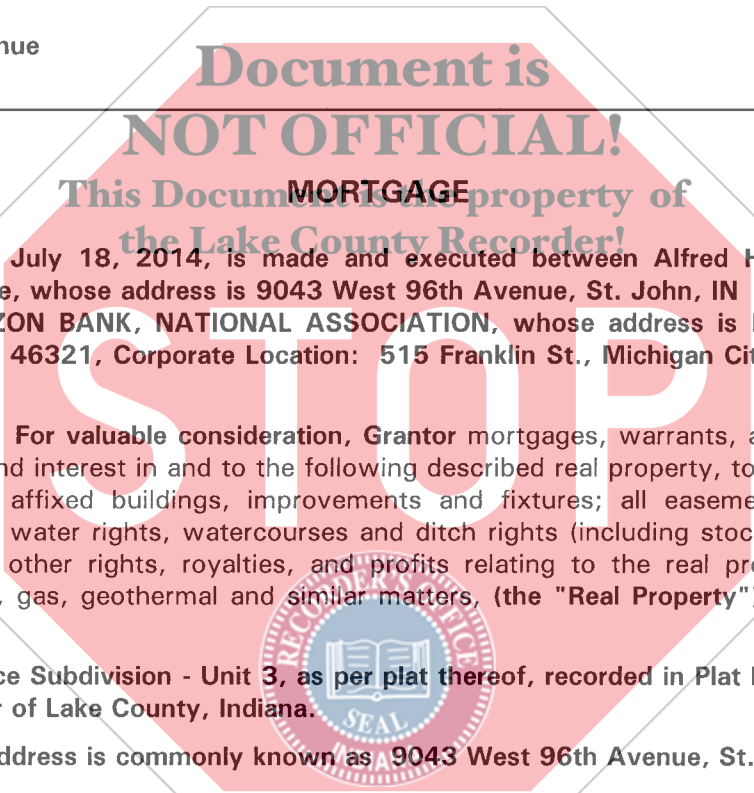 nue
Document is
NOT OFFICIAL!
This Document is the property of
the Lake County Recorder!
MORTGAGE
July 18, 2014, is made and executed between Alfred H
e, whose address is 9043 West 96th Avenue, St. John, IN
ZON BANK, NATIONAL ASSOCIATION, whose address is
46321, Corporate Location: 515 Franklin St., Michigan Cit
STOP
For valuable consideration, Grantor mortgages, warrants, a
nd interest in and to the following described real property, to
affixed buildings, improvements and fixtures; all easeme
water rights, watercourses and ditch rights (including stoc
other rights, royalties, and profits relating to the real pr
, gas, geothermal and similar matters, (the "Real Property"
RECORDER'S OFFICE
SEAL
INDIANA
ce Subdivision - Unit 3, as per plat thereof, recorded in Plat
r of Lake County, Indiana.
ddress is commonly known as 9043 West 96th Avenue, St.